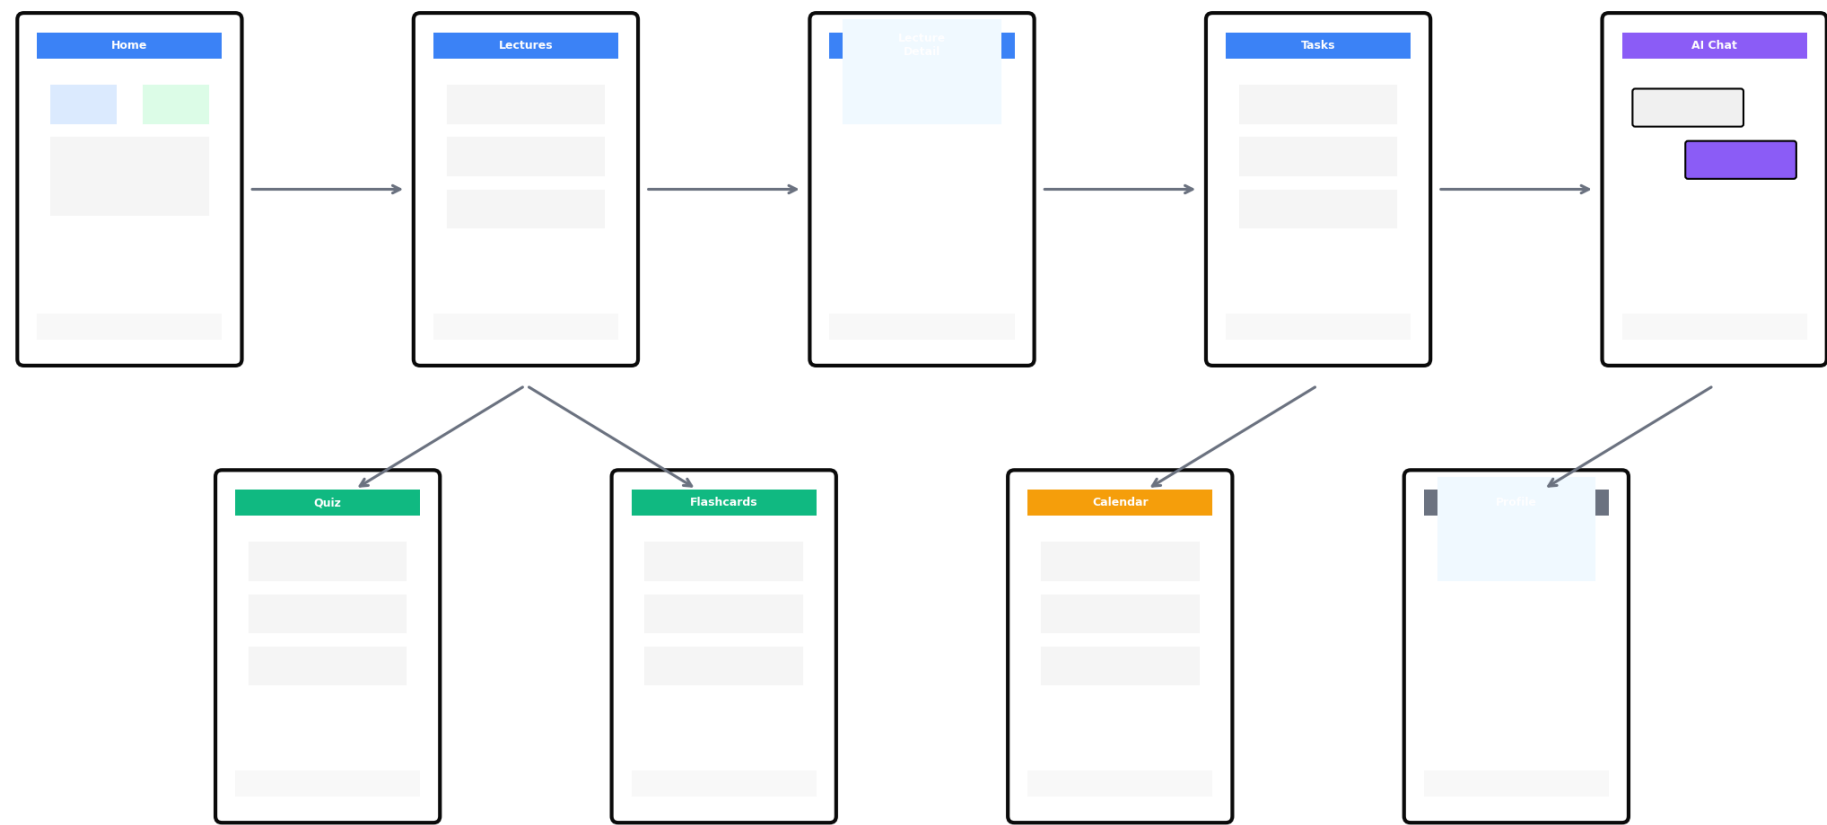 Home
Lectures
Lecture
Detail
Tasks
AI Chat
Quiz
Flashcards
Calendar
Profile